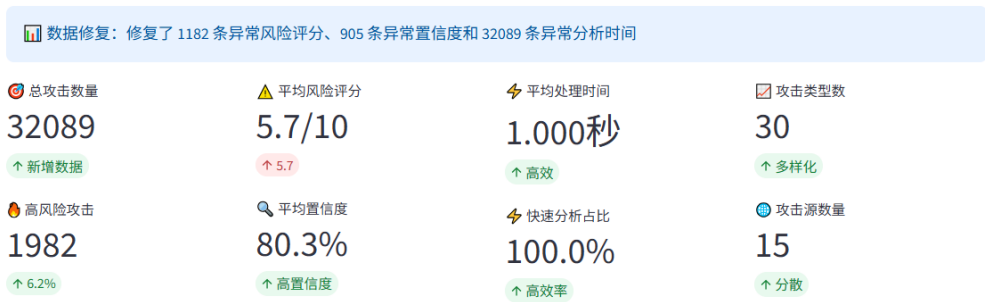 数据修复：修复了 1182 条异常风险评分、905 条异常置信度和 32089 条异常分析时间
总攻击数量
32089
↑ 新增数据
平均风险评分
5.7/10
↑ 5.7
平均处理时间
1.000秒
↑ 高效
攻击类型数
30
↑ 多样化
高风险攻击
1982
↑ 6.2%
平均置信度
80.3%
↑ 高置信度
快速分析占比
100.0%
↑ 高效率
攻击源数量
15
↑ 分散